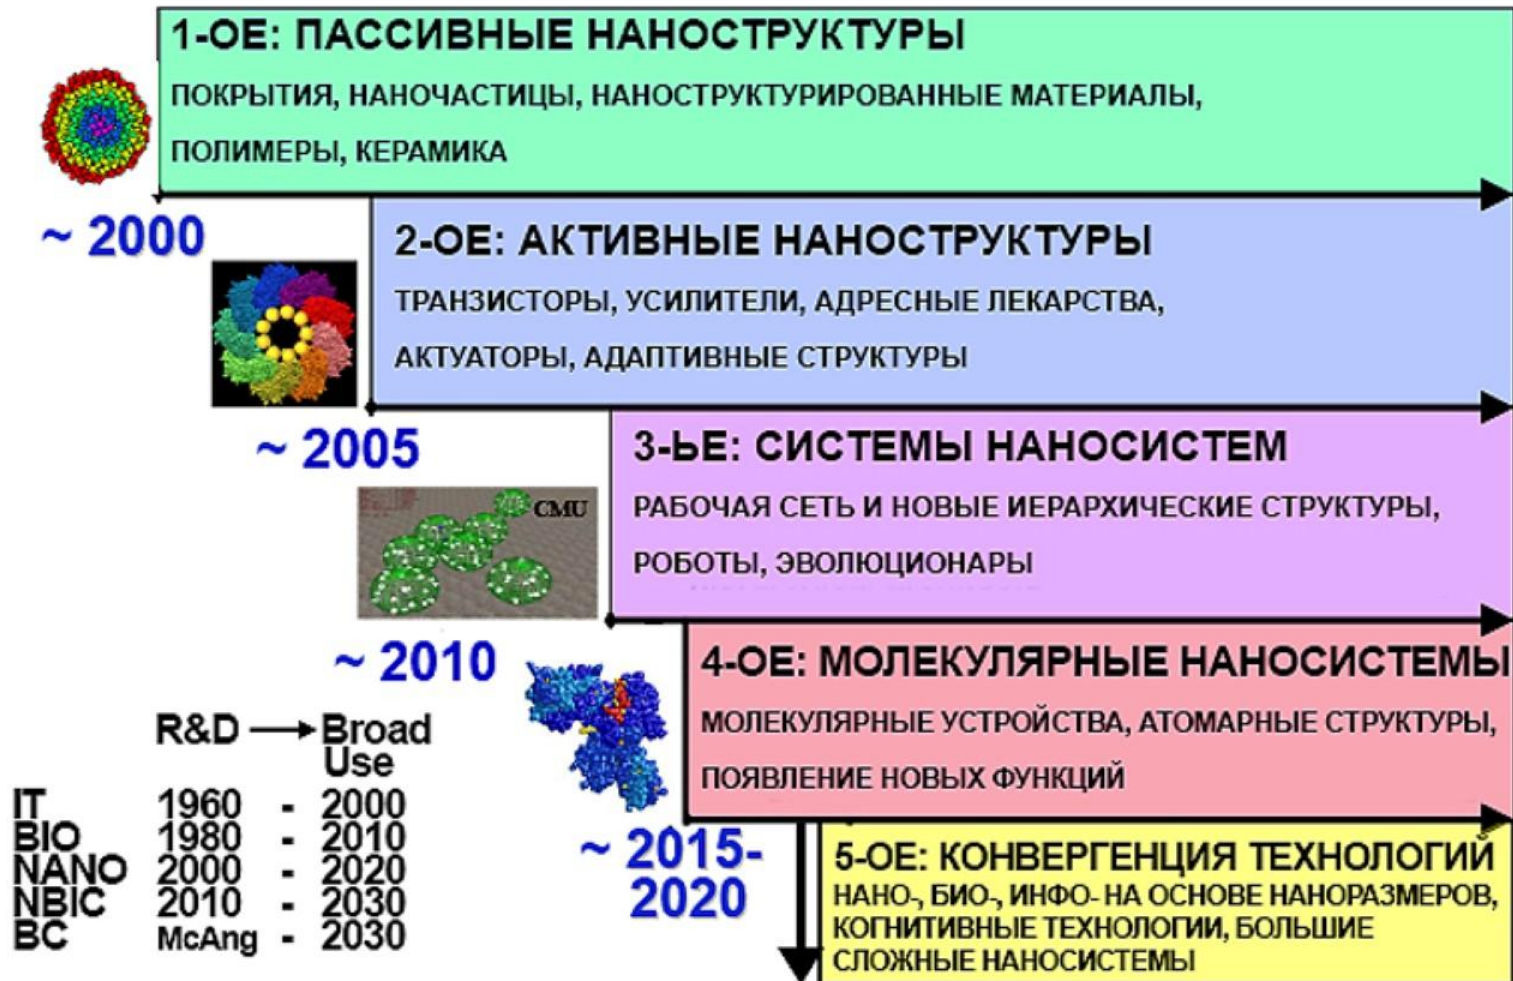 1-ОЕ: ПАССИВНЫЕ НАНОСТРУКТУРЫ
ПОКРЫТИЯ, НАНОЧАСТИЦЫ, НАНОСТРУКТУРИРОВАННЫЕ МАТЕРИАЛЫ,
ПОЛИМЕРЫ, КЕРАМИКА
~ 2000
2-ОЕ: АКТИВНЫЕ НАНОСТРУКТУРЫ
ТРАНЗИСТОРЫ, УСИЛИТЕЛИ, АДРЕСНЫЕ ЛЕКАРСТВА,
АКТУАТОРЫ, АДАПТИВНЫЕ СТРУКТУРЫ
~ 2005
3-ЬЕ: СИСТЕМЫ НАНОСИСТЕМ
РАБОЧАЯ СЕТЬ И НОВЫЕ ИЕРАРХИЧЕСКИЕ СТРУКТУРЫ,
РОБОТЫ, ЭВОЛЮЦИОНАРЫ
CMU
~ 2010
4-ОЕ: МОЛЕКУЛЯРНЫЕ НАНОСИСТЕМЫ
МОЛЕКУЛЯРНЫЕ УСТРОЙСТВА, АТОМАРНЫЕ СТРУКТУРЫ,
ПОЯВЛЕНИЕ НОВЫХ ФУНКЦИЙ
~ 2015-
2020
5-ОЕ: КОНВЕРГЕНЦИЯ ТЕХНОЛОГИЙ
НАНО-, БИО-, ИНФО- НА ОСНОВЕ НАНОРАЗМЕРОВ,
КОГНИТИВНЫЕ ТЕХНОЛОГИИ, БОЛЬШИЕ
СЛОЖНЫЕ НАНОСИСТЕМЫ
R&D → Broad
Use
IT 1960 - 2000
BIO 1980 - 2010
NANO 2000 - 2020
NBIC 2010 - 2030
BC McAng - 2030